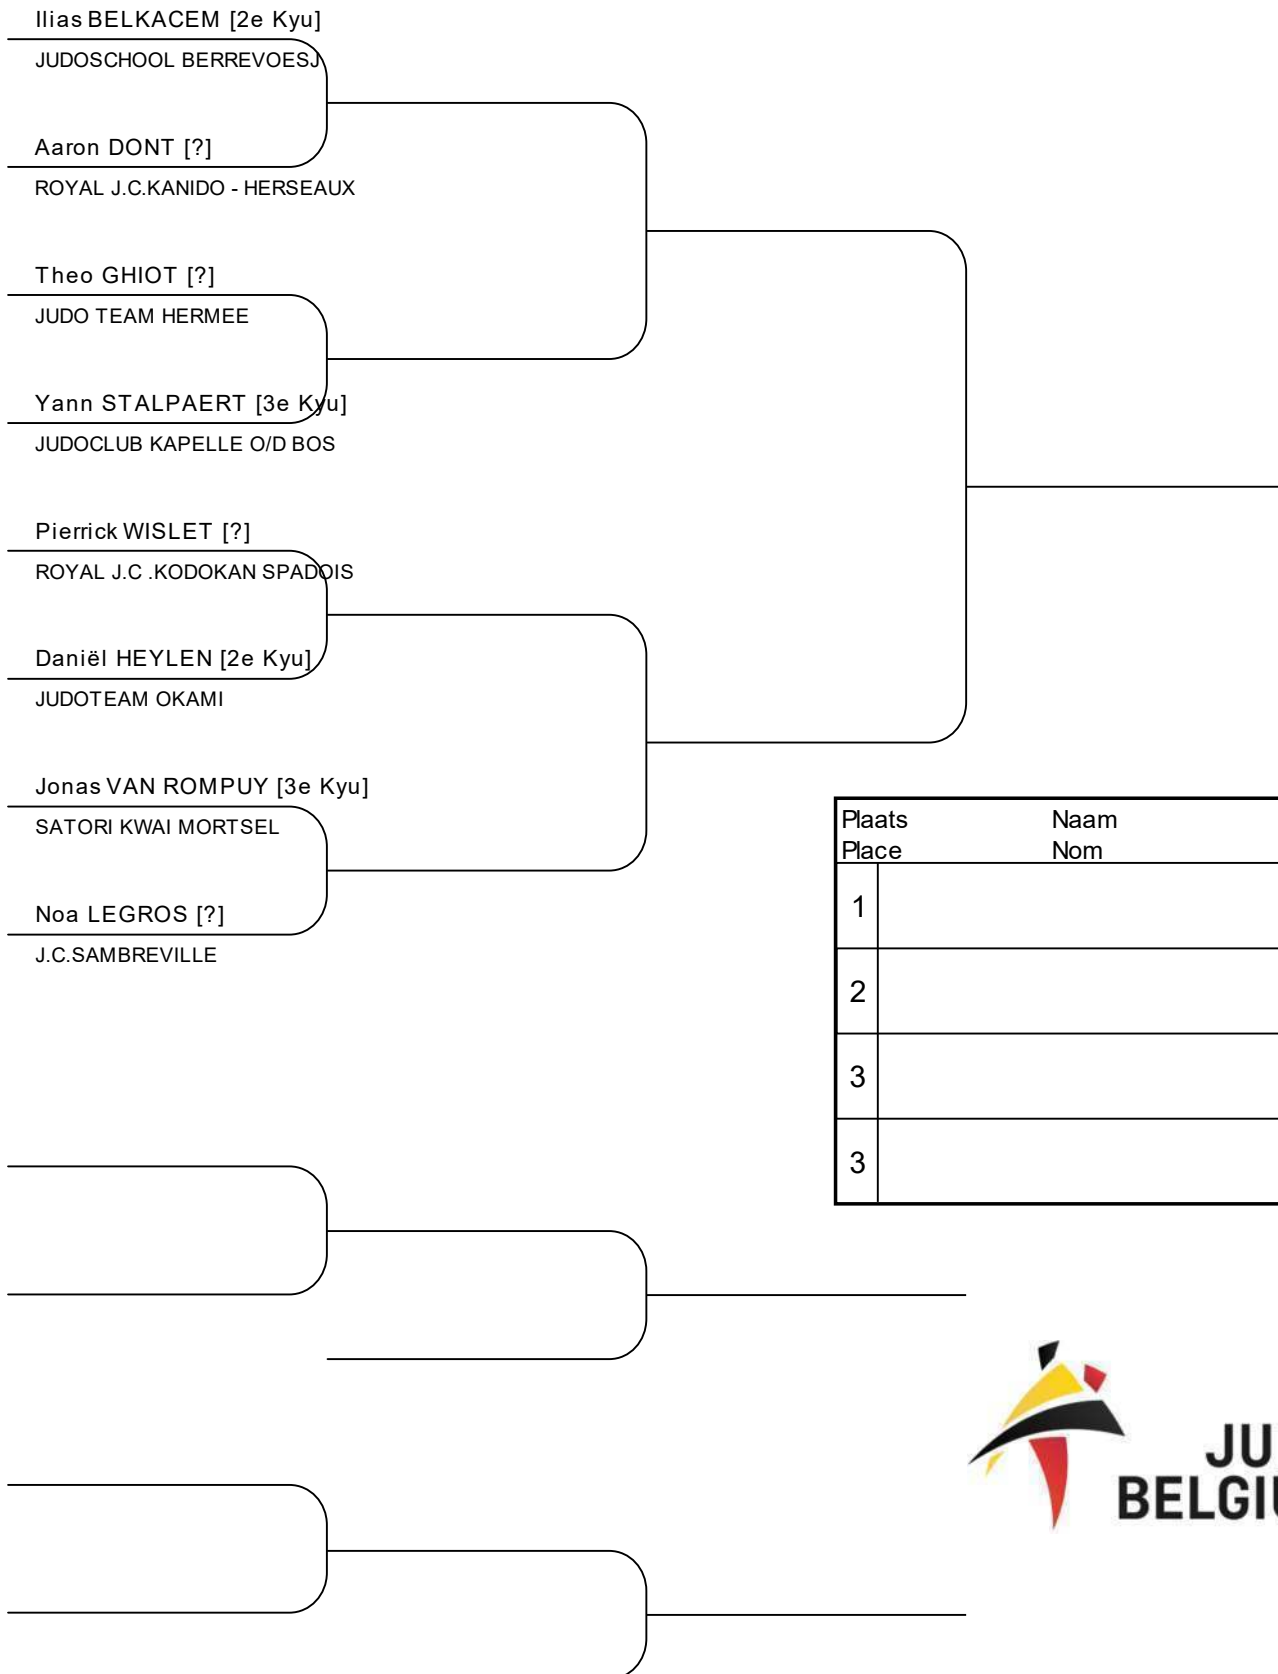 Ilias BELKACEM [2e Kyu]
JUDOSCHOOL BERREVOESJ
Aaron DONT [?]
ROYAL J.C.KANIDO - HERSEAUX
Theo GHIOT [?]
JUDO TEAM HERMEE
Yann STALPAERT [3e Kyu]
JUDOCLUB KAPELLE O/D BOS
Pierrick WISLET [?]
ROYAL J.C .KODOKAN SPADOIS
Daniël HEYLEN [2e Kyu]
JUDOTEAM OKAMI
Jonas VAN ROMPUY [3e Kyu]
SATORI KWAI MORTSEL
Noa LEGROS [?]
J.C.SAMBREVILLE
Plaats Naam
Place Nom
1
2
3
3
JU
BELGIU